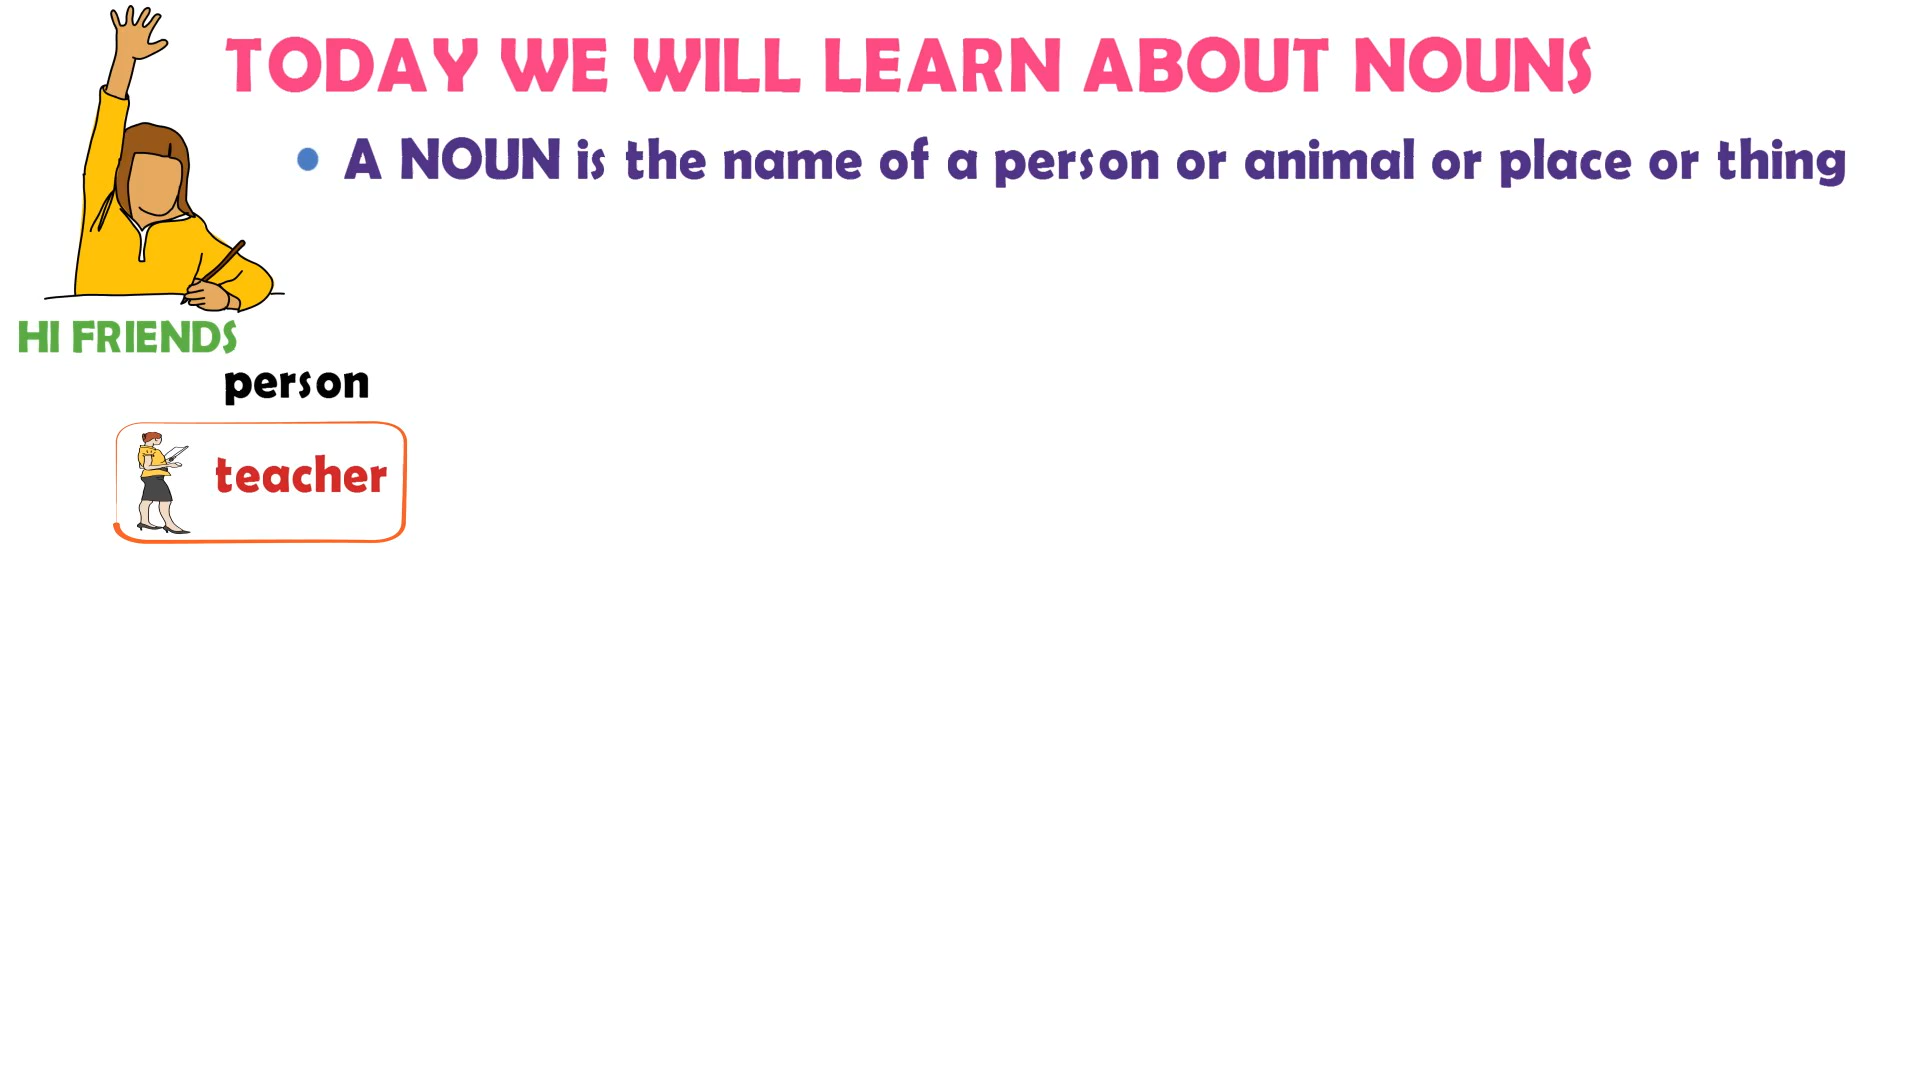 TODAY WE WILL LEARN ABOUT NOUNS
A NOUN is the name of a person or animal or place or thing
HI FRIENDS
person
teacher